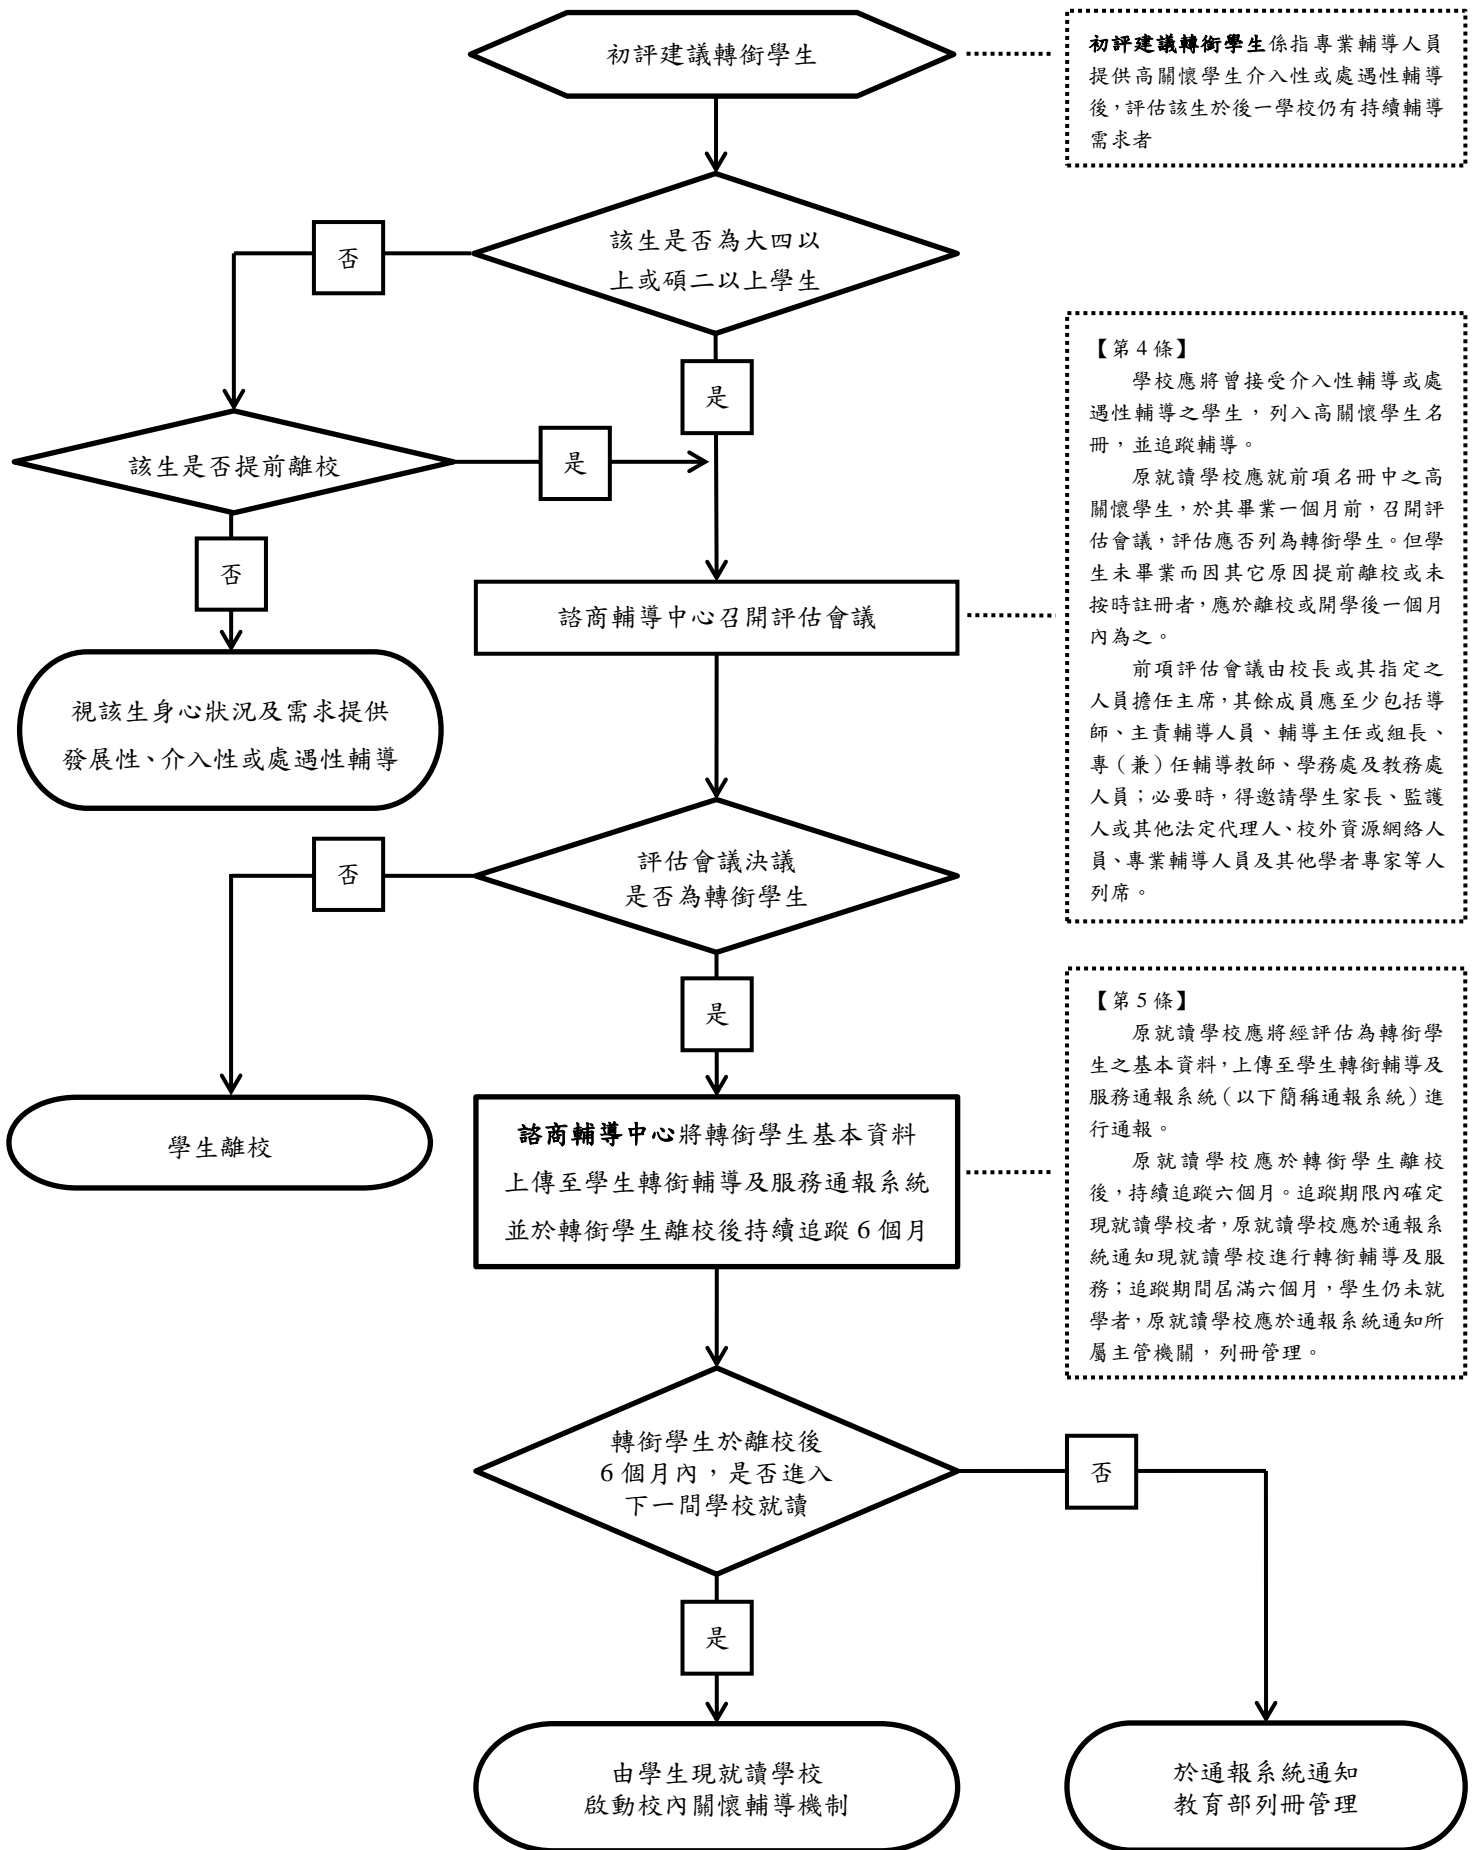 初評建議轉銜學生
初評建議轉銜學生係指專業輔導人員
提供高關懷學生介入性或處遇性輔導
後,評估該生於後一學校仍有持續輔導
需求者
該生是否為大四以
上或碩二以上學生
否
是
該生是否提前離校
是
否
【第 4 條】
學校應將曾接受介入性輔導或處
遇性輔導之學生,列入高關懷學生名
冊,並追蹤輔導。
原就讀學校應就前項名冊中之高
關懷學生,於其畢業一個月前,召開評
估會議,評估應否列為轉銜學生。但學
生未畢業而因其它原因提前離校或未
按時註冊者,應於離校或開學後一個月
內為之。
前項評估會議由校長或其指定之
人員擔任主席,其餘成員應至少包括導
師、主責輔導人員、輔導主任或組長、
專(兼)任輔導教師、學務處及教務處
人員;必要時,得邀請學生家長、監護
人或其他法定代理人、校外資源網絡人
員、專業輔導人員及其他學者專家等人
列席。
諮商輔導中心召開評估會議
視該生身心狀況及需求提供
發展性、介入性或處遇性輔導
評估會議決議
是否為轉銜學生
否
是
學生離校
諮商輔導中心將轉銜學生基本資料
上傳至學生轉銜輔導及服務通報系統
並於轉銜學生離校後持續追蹤 6 個月
【第 5 條】
原就讀學校應將經評估為轉銜學
生之基本資料,上傳至學生轉銜輔導及
服務通報系統(以下簡稱通報系統)進
行通報。
原就讀學校應於轉銜學生離校
後,持續追蹤六個月。追蹤期限內確定
現就讀學校者,原就讀學校應於通報系
統通知現就讀學校進行轉銜輔導及服
務;追蹤期間屆滿六個月,學生仍未就
學者,原就讀學校應於通報系統通知所
屬主管機關,列冊管理。
轉銜學生於離校後
6 個月內,是否進入
下一間學校就讀
否
是
由學生現就讀學校
啟動校內關懷輔導機制
於通報系統通知
教育部列冊管理